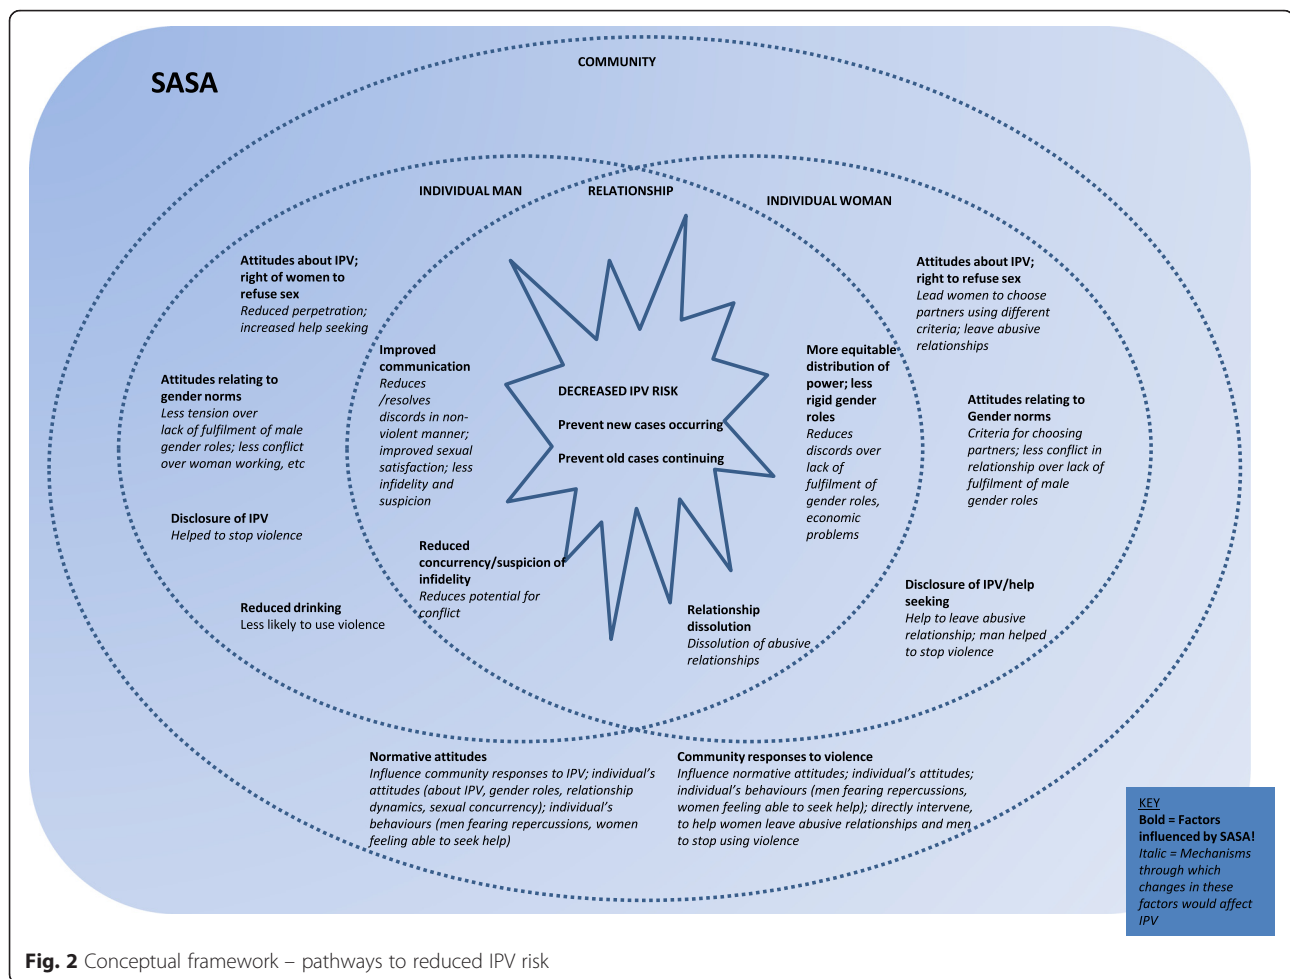 SASA
COMMUNITY
INDIVIDUAL MAN
RELATIONSHIP
INDIVIDUAL WOMAN
Attitudes about IPV;
right of women to
refuse sex
Reduced perpetration;
increased help seeking
Attitudes relating to
gender norms
Less tension over
lack of fulfilment of male
gender roles; less conflict
over woman working, etc
Disclosure of IPV
Helped to stop violence
Reduced drinking
Less likely to use violence
Improved
communication
Reduces
/resolves
discords in non-
violent manner;
improved sexual
satisfaction; less
infidelity and
suspicion
Reduced
concurrency/suspicion of
infidelity
Reduces potential for
conflict
DECREASED IPV RISK
Prevent new cases occurring
Prevent old cases continuing
Relationship
dissolution
Dissolution of abusive
relationships
More equitable
distribution of
power; less
rigid gender
roles
Reduces
discords over
lack of
fulfilment of
gender roles,
economic
problems
Attitudes about IPV;
right to refuse sex
Lead women to choose
partners using different
criteria; leave abusive
relationships
Attitudes relating to
Gender norms
Criteria for choosing
partners; less conflict in
relationship over lack of
fulfilment of male
gender roles
Disclosure of IPV/help
seeking
Help to leave abusive
relationship; man helped
to stop violence
Normative attitudes
Influence community responses to IPV; individual's
attitudes (about IPV, gender roles, relationship
dynamics, sexual concurrency); individual's
behaviours (men fearing repercussions, women
feeling able to seek help)
Community responses to violence
Influence normative attitudes; individual's attitudes;
individual's behaviours (men fearing repercussions,
women feeling able to seek help); directly intervene,
to help women leave abusive relationships and men
to stop using violence
KEY
Bold = Factors
influenced by SASA!
Italic = Mechanisms
through which
changes in these
factors would affect
IPV
Fig. 2 Conceptual framework – pathways to reduced IPV risk